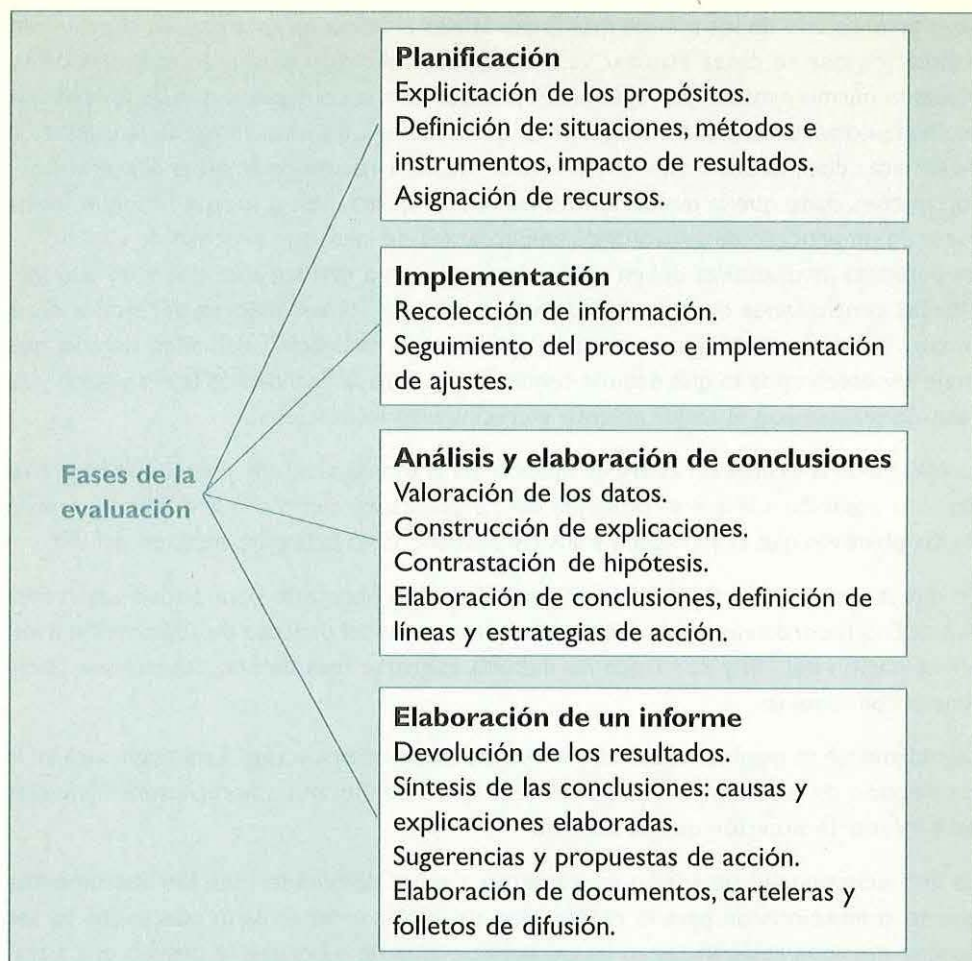 Planificación
Explicitación de los propósitos.
Definición de: situaciones, métodos e
instrumentos, impacto de resultados.
Asignación de recursos.
Implementación
Recolección de información.
Seguimiento del proceso e implementación
de ajustes.
Fases de la
evaluación
Análisis y elaboración de conclusiones
Valoración de los datos.
Construcción de explicaciones.
Contrastación de hipótesis.
Elaboración de conclusiones, definición de
líneas y estrategias de acción.
Elaboración de un informe
Devolución de los resultados.
Síntesis de las conclusiones: causas y
explicaciones elaboradas.
Sugerencias y propuestas de acción.
Elaboración de documentos, carteleras y
folletos de difusión.